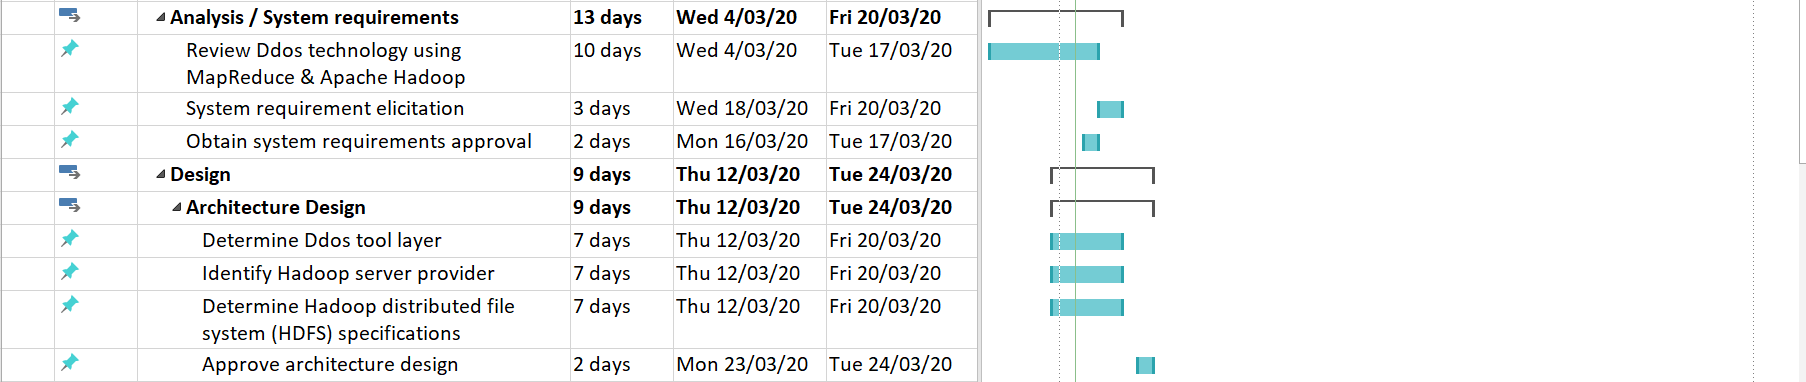 Analysis / System requirements 13 days Wed 4/03/20 Fri 20/03/20
Review Ddos technology using 10 days Wed 4/03/20 Tue 17/03/20
MapReduce & Apache Hadoop
System requirement elicitation 3 days Wed 18/03/20 Fri 20/03/20
Obtain system requirements approval 2 days Mon 16/03/20 Tue 17/03/20
Design 9 days Thu 12/03/20 Tue 24/03/20
Architecture Design 9 days Thu 12/03/20 Tue 24/03/20
Determine Ddos tool layer 7 days Thu 12/03/20 Fri 20/03/20
Identify Hadoop server provider 7 days Thu 12/03/20 Fri 20/03/20
Determine Hadoop distributed file 7 days Thu 12/03/20 Fri 20/03/20
system (HDFS) specifications
Approve architecture design 2 days Mon 23/03/20 Tue 24/03/20